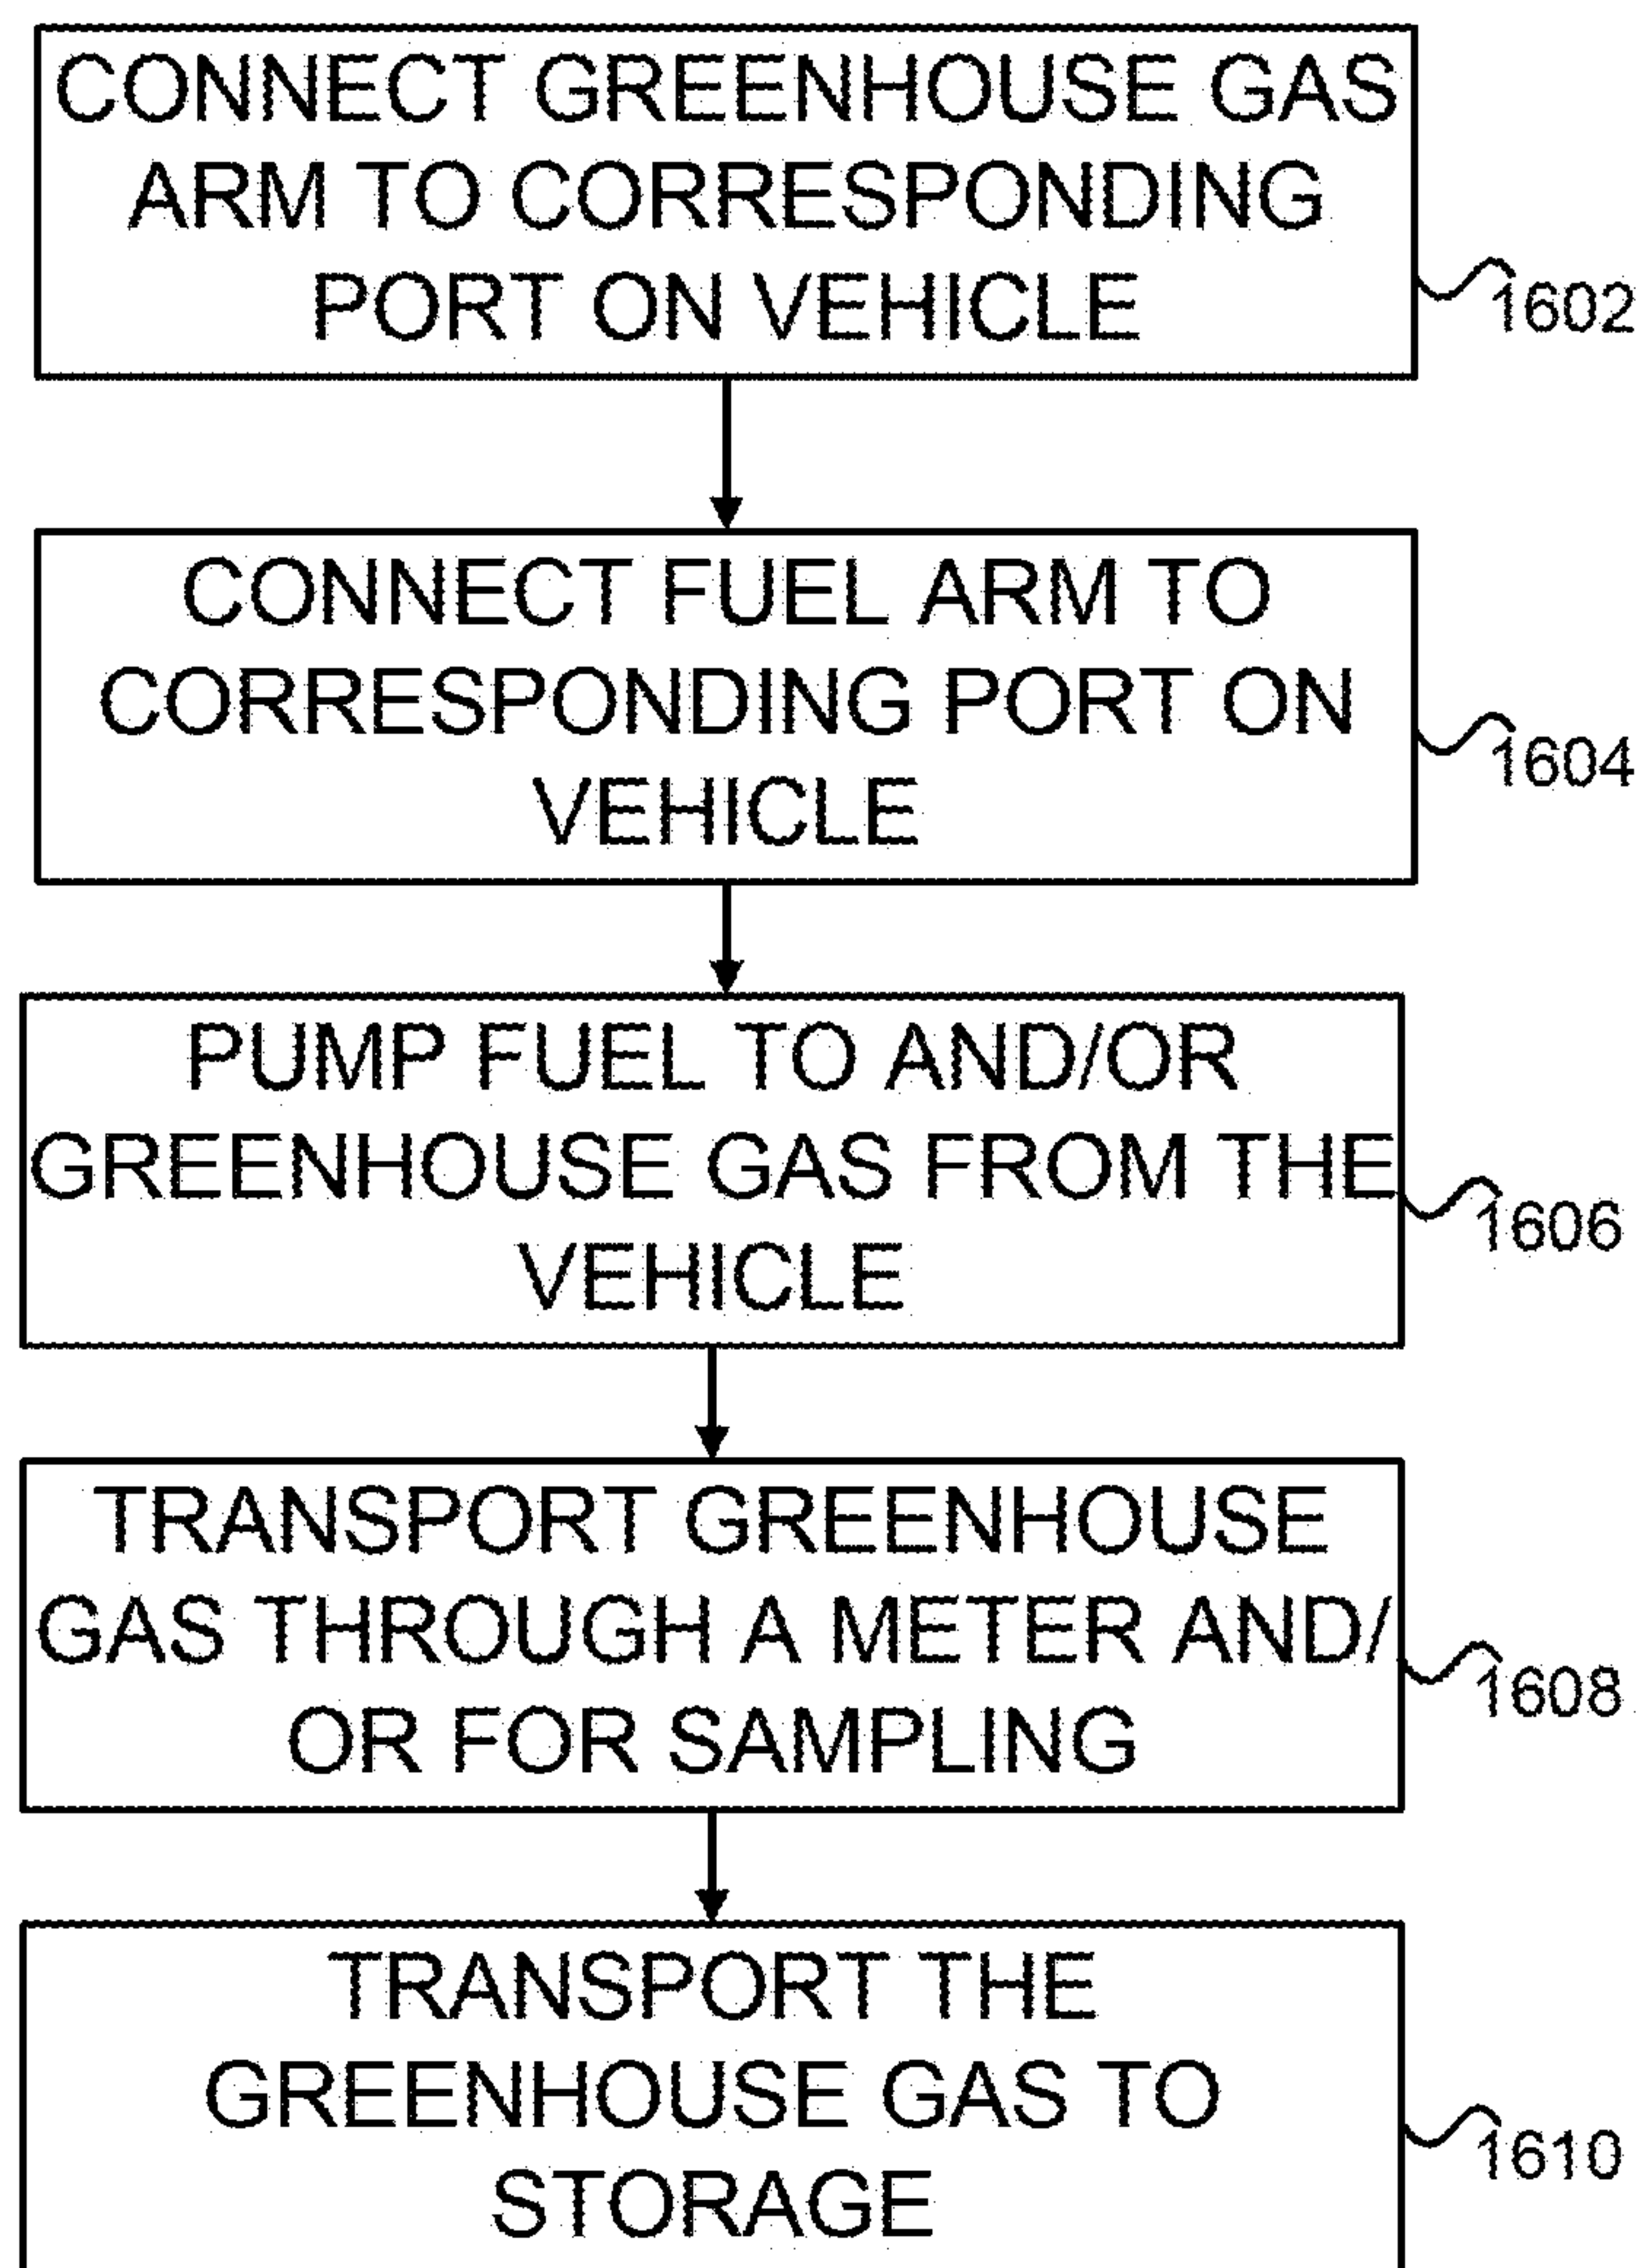 CONNECT GREENHOUSE GAS
ARM TO CORRESPONDING
PORT ON VEHICLE
1602
CONNECT FUEL ARM TO
CORRESPONDING PORT ON
VEHICLE
1604
PUMP FUEL TO AND/OR
GREENHOUSE GAS FROM THE
VEHICLE
1606
TRANSPORT GREENHOUSE
GAS THROUGH A METER AND/
OR FOR SAMPLING
1608
TRANSPORT THE
GREENHOUSE GAS TO
STORAGE
1610